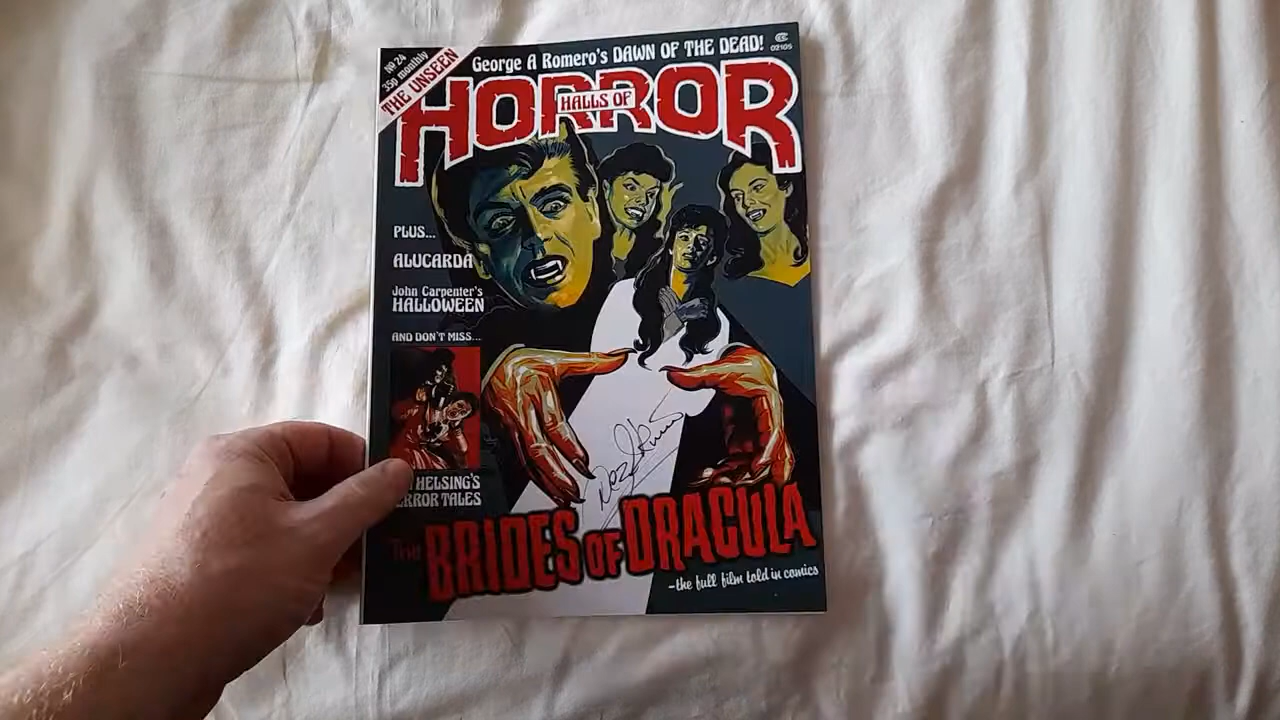 No 24
35p monthly
THE UNSEEN
George A Romero's DAWN OF THE DEAD!
02105
HALLS OF
HORROR
PLUS...
ALUCARDA
John Carpenter's
HALLOWEEN
AND DON'T MISS...
HELSING'S
TALES
THE BRIDES OF DRACULA
-the full film told in comics